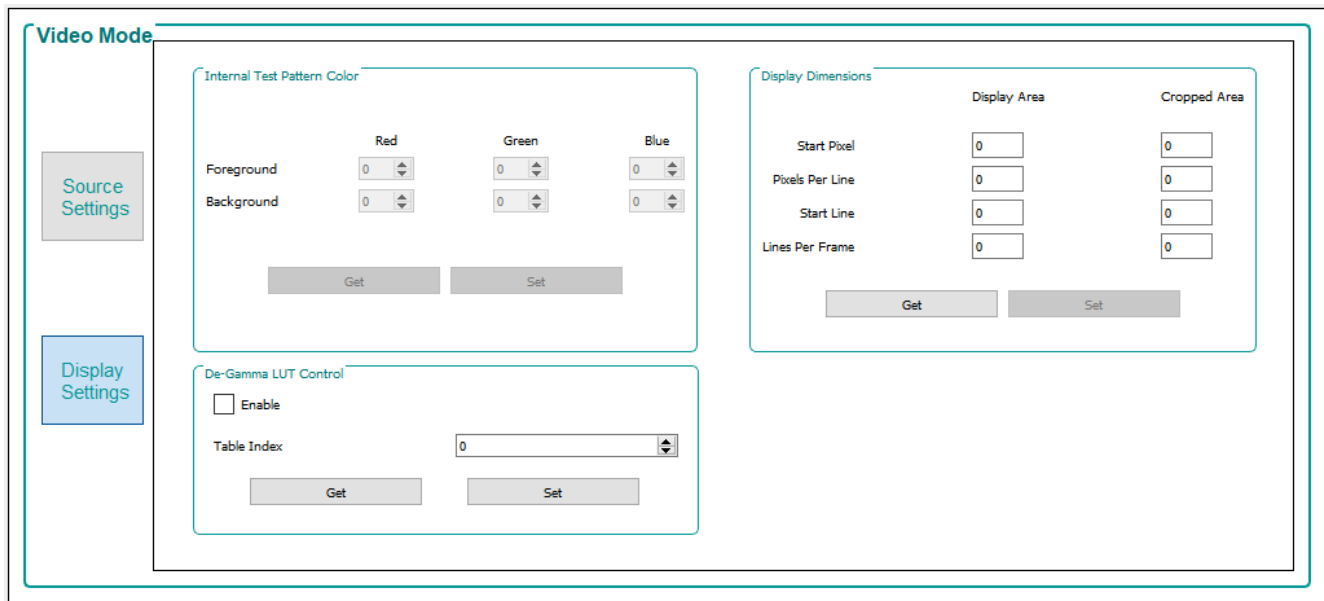 Video Mode
Source
Settings
Display
Settings
Internal Test Pattern Color
Red Green Blue
Foreground 0 0 0
Background 0 0 0
Get Set
Display Dimensions
Display Area Cropped Area
Start Pixel 0 0
Pixels Per Line 0 0
Start Line 0 0
Lines Per Frame 0 0
Get Set
De-Gamma LUT Control
Enable
Table Index 0
Get Set